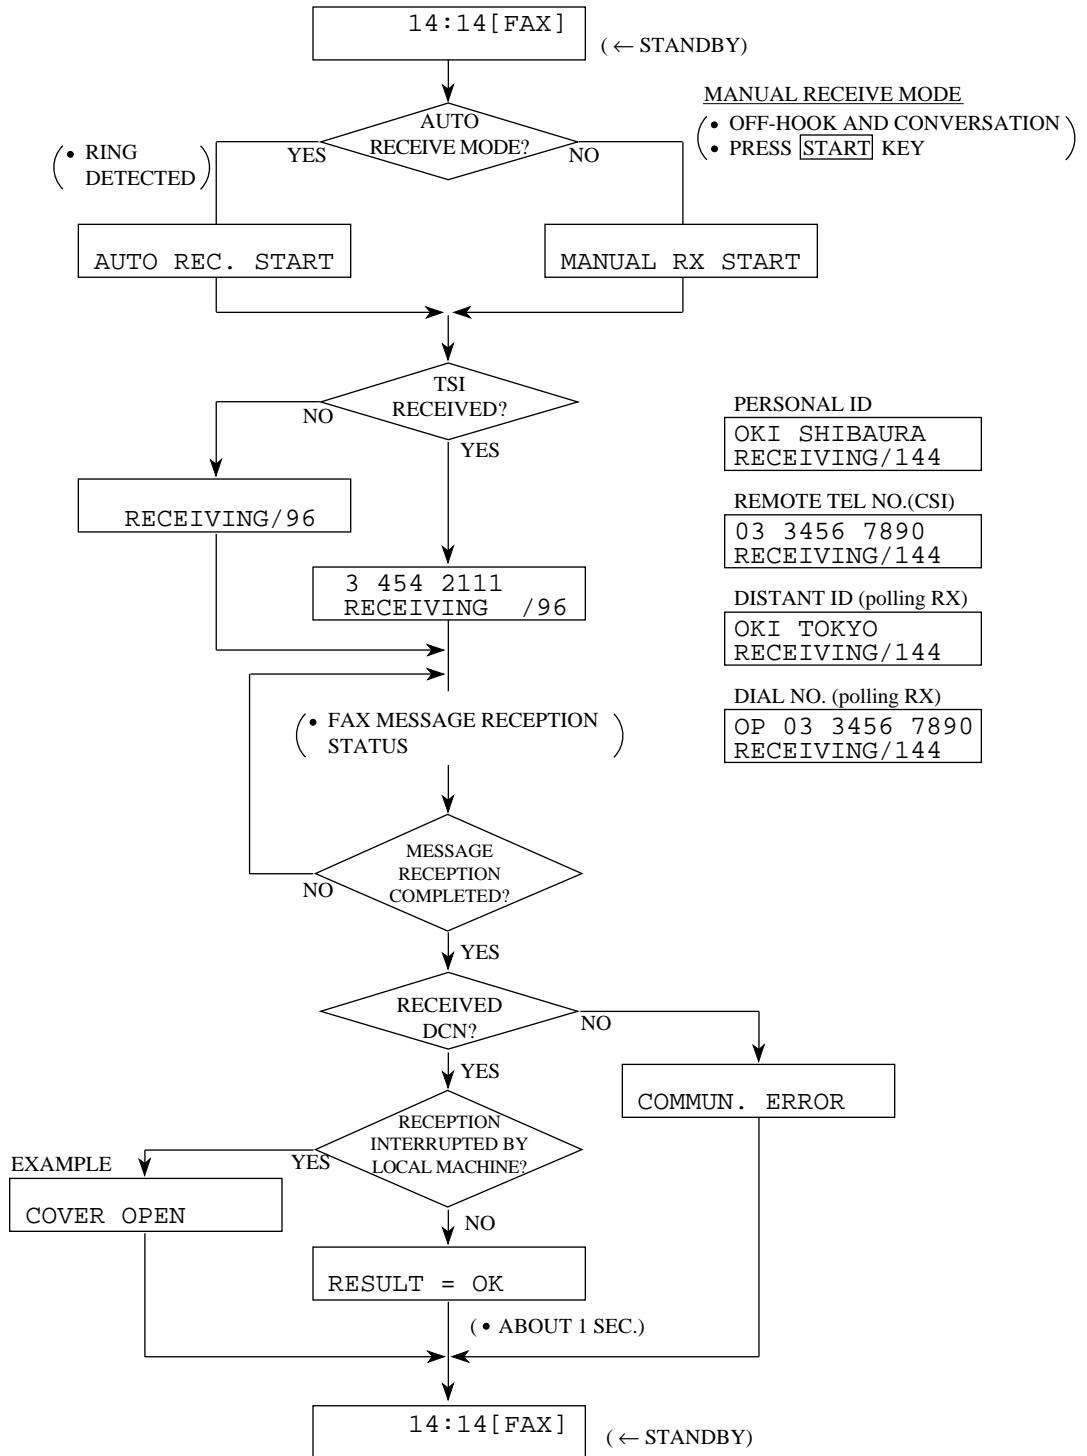 14:14[FAX]
( ← STANDBY)
MANUAL RECEIVE MODE
• OFF-HOOK AND CONVERSATION
• PRESS START KEY
AUTO
RECEIVE MODE?
YES
NO
• RING
DETECTED
AUTO REC. START
MANUAL RX START
TSI
RECEIVED?
NO
YES
RECEIVING/96
3 454 2111
RECEIVING /96
PERSONAL ID
OKI SHIBAURA
RECEIVING/144
REMOTE TEL NO.(CSI)
03 3456 7890
RECEIVING/144
DISTANT ID (polling RX)
OKI TOKYO
RECEIVING/144
DIAL NO. (polling RX)
OP 03 3456 7890
RECEIVING/144
• FAX MESSAGE RECEPTION
STATUS
MESSAGE
RECEPTION
COMPLETED?
NO
YES
RECEIVED
DCN?
NO
YES
COMMUN. ERROR
RECEPTION
INTERRUPTED BY
LOCAL MACHINE?
YES
NO
EXAMPLE
COVER OPEN
RESULT = OK
( • ABOUT 1 SEC.)
14:14[FAX]
( ← STANDBY)